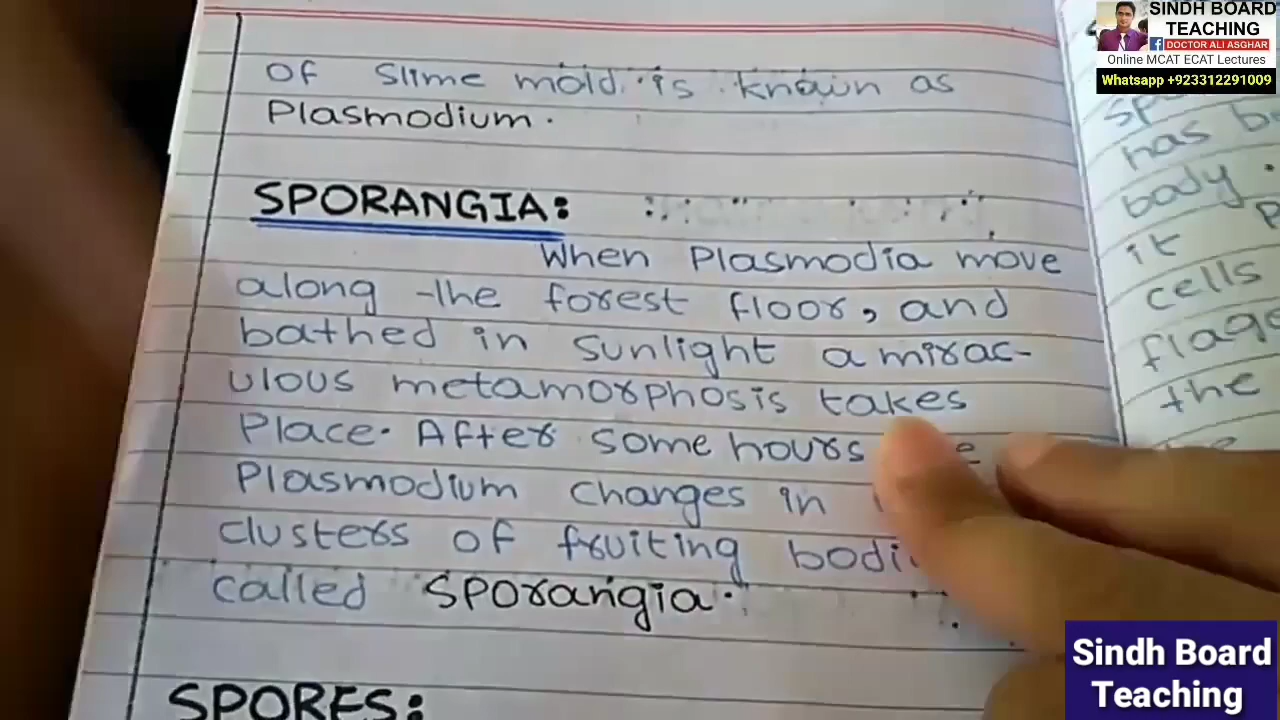 of slime mold is known as
Plasmodium.
SPORANGIA:
When Plasmodia move
along the forest floor, and
bathed in sunlight a mirac-
ulous metamorphosis takes
Place. After some hours
Plasmodium changes in
clusters of fruiting
called Sporangia.
SPORES:
has
body.
it
cells
the
SINDH BOARD
TEACHING
DOCTOR ALI ASGHAR
Online MCAT ECAT Lectures
Whatsapp +923312291009
Sindh Board
Teaching